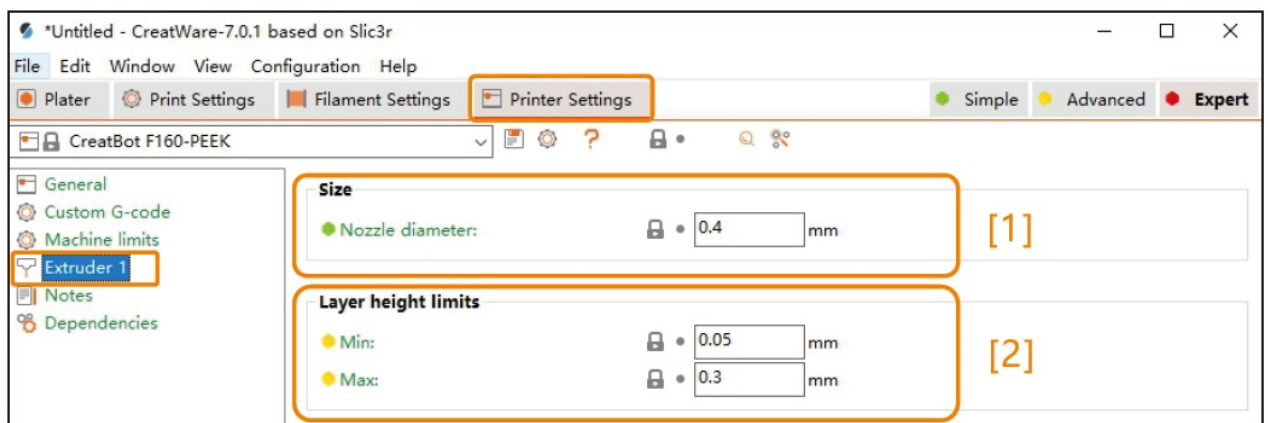 *Untitled - CreatWare-7.0.1 based on Slic3r
File Edit Window View Configuration Help
Plater Print Settings Filament Settings Printer Settings Simple Advanced Expert
CreatBot F160-PEEK ?
General
Custom G-code
Machine limits
Extruder 1
Notes
Dependencies
Size
Nozzle diameter: 0.4 mm
[1]
Layer height limits
Min: 0.05 mm
Max: 0.3 mm
[2]